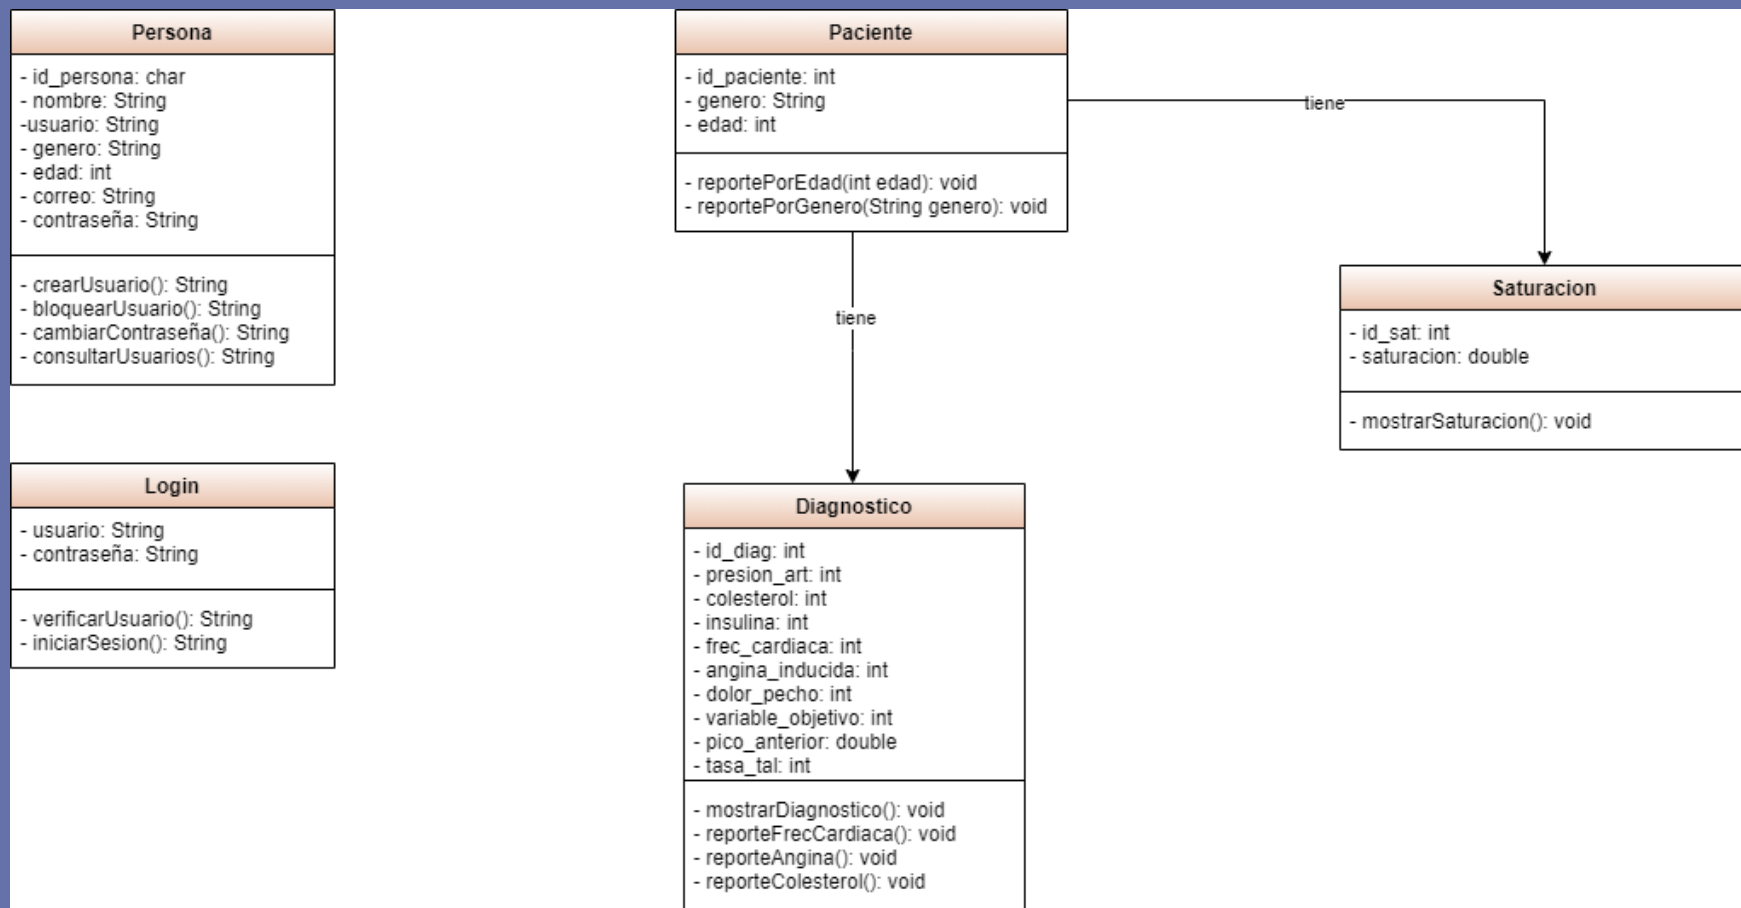 Persona
- id_persona: char
- nombre: String
-usuario: String
- genero: String
- edad: int
- correo: String
- contraseña: String
- crearUsuario(): String
- bloquearUsuario(): String
- cambiarContraseña(): String
- consultarUsuarios(): String
Login
- usuario: String
- contraseña: String
- verificarUsuario(): String
- iniciarSesion(): String
Paciente
- id_paciente: int
- genero: String
- edad: int
- reportePorEdad(int edad): void
- reportePorGenero(String genero): void
tiene
tiene
Saturacion
- id_sat: int
- saturacion: double
- mostrarSaturacion(): void
Diagnostico
- id_diag: int
- presion_art: int
- colesterol: int
- insulina: int
- frec_cardiaca: int
- angina_inducida: int
- dolor_pecho: int
- variable_objetivo: int
- pico_anterior: double
- tasa_tal: int
- mostrarDiagnostico(): void
- reporteFrecCardiaca(): void
- reporteAngina(): void
- reporteColesterol(): void